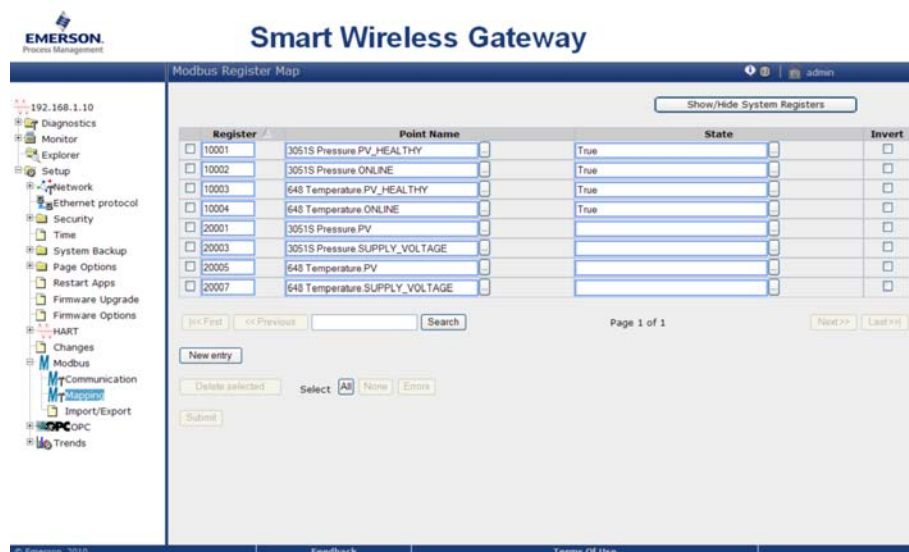 EMERSON.
Process Management
Smart Wireless Gateway
Modbus Register Map
admin
192.168.1.10
Diagnostics
Monitor
Explorer
Setup
Network
Ethernet protocol
Security
Time
System Backup
Page Options
Restart Apps
Firmware Upgrade
Firmware Options
HART
Changes
Modbus
Communication
Mapping
Import/Export
OPC OPC
Trends
Show/Hide System Registers
Register Point Name State Invert
10001 3051S Pressure.PV_HEALTHY ... True ...
10002 3051S Pressure.ONLINE ... True ...
10003 648 Temperature.PV_HEALTHY ... True ...
10004 648 Temperature.ONLINE ... True ...
20001 3051S Pressure.PV ... ...
20003 3051S Pressure.SUPPLY_VOLTAGE ... ...
20005 648 Temperature.PV ... ...
20007 648 Temperature.SUPPLY_VOLTAGE ... ...
|<< First << Previous Search Page 1 of 1 Next >> Last >>|
New entry
Delete selected Select All None Errors
Submit
© Emerson, 2010 Feedback Terms Of Use